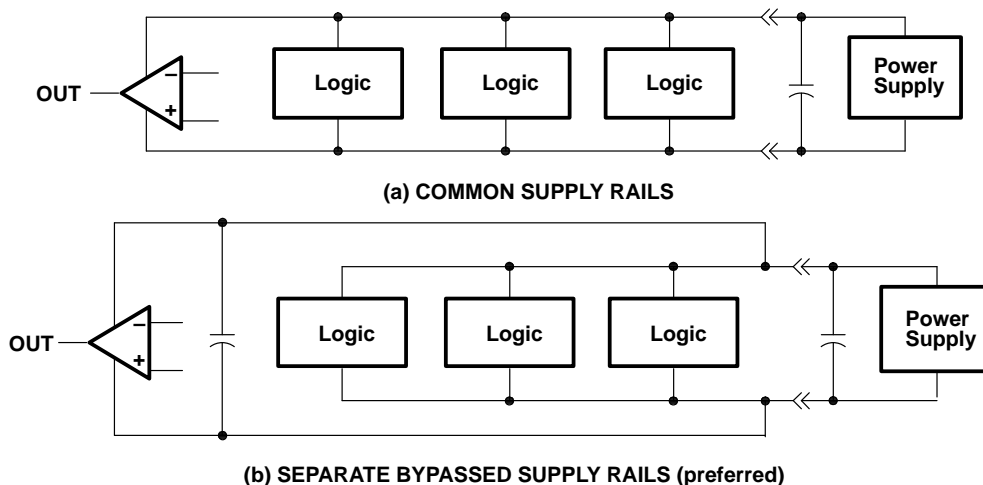 OUT
−
+
Logic
Logic
Logic
Power
Supply
(a) COMMON SUPPLY RAILS
OUT
−
+
Logic
Logic
Logic
Power
Supply
(b) SEPARATE BYPASSED SUPPLY RAILS (preferred)